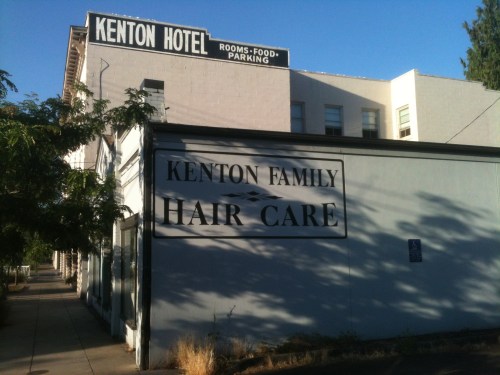 KENTON HOTEL
ROOMS-FOOD-
PARKING
KENTON FAMILY
HAIR CARE